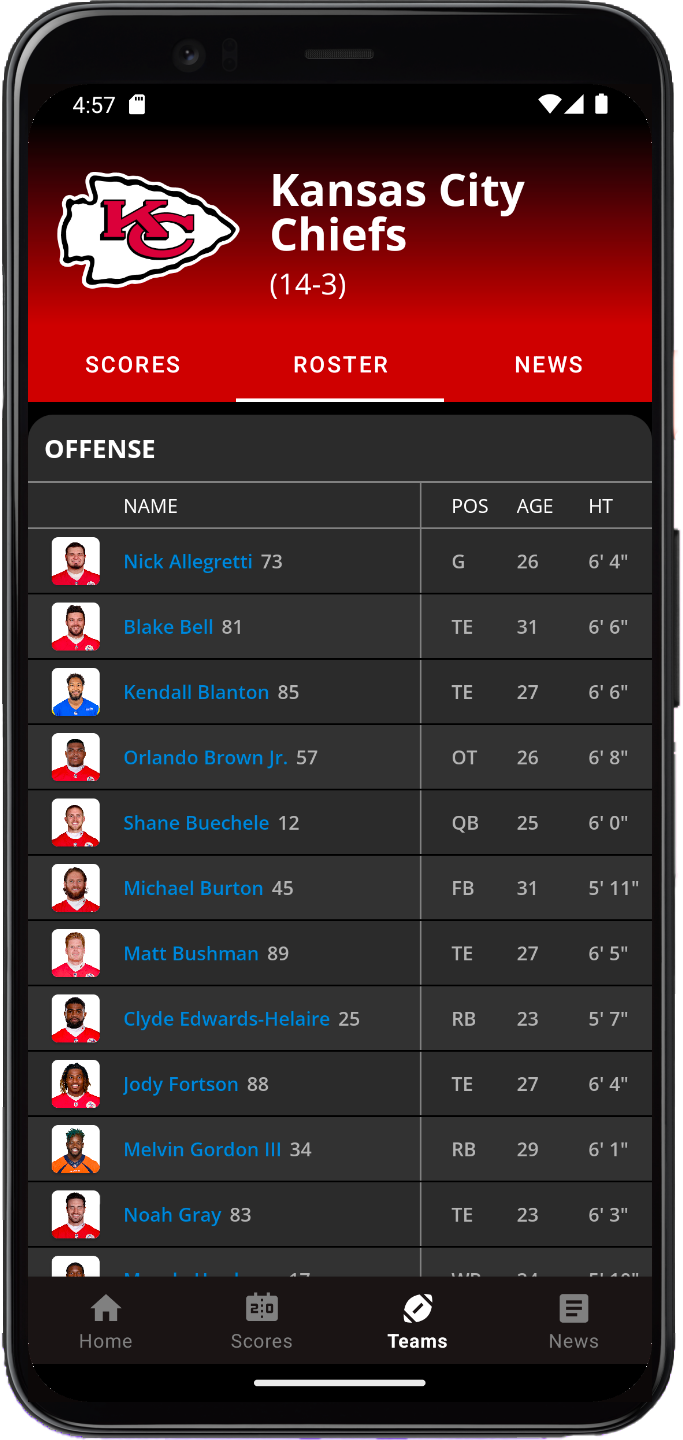 4:57
KC
Kansas City
Chiefs
(14-3)
SCORES ROSTER NEWS
OFFENSE
NAME POS AGE HT
Nick Allegretti 73 G 26 6' 4"
Blake Bell 81 TE 31 6' 6"
Kendall Blanton 85 TE 27 6' 6"
Orlando Brown Jr. 57 OT 26 6' 8"
Shane Buechele 12 QB 25 6' 0"
Michael Burton 45 FB 31 5' 11"
Matt Bushman 89 TE 27 6' 5"
Clyde Edwards-Helaire 25 RB 23 5' 7"
Jody Fortson 88 TE 27 6' 4"
Melvin Gordon III 34 RB 29 6' 1"
Noah Gray 83 TE 23 6' 3"
2:0
Home Scores Teams News